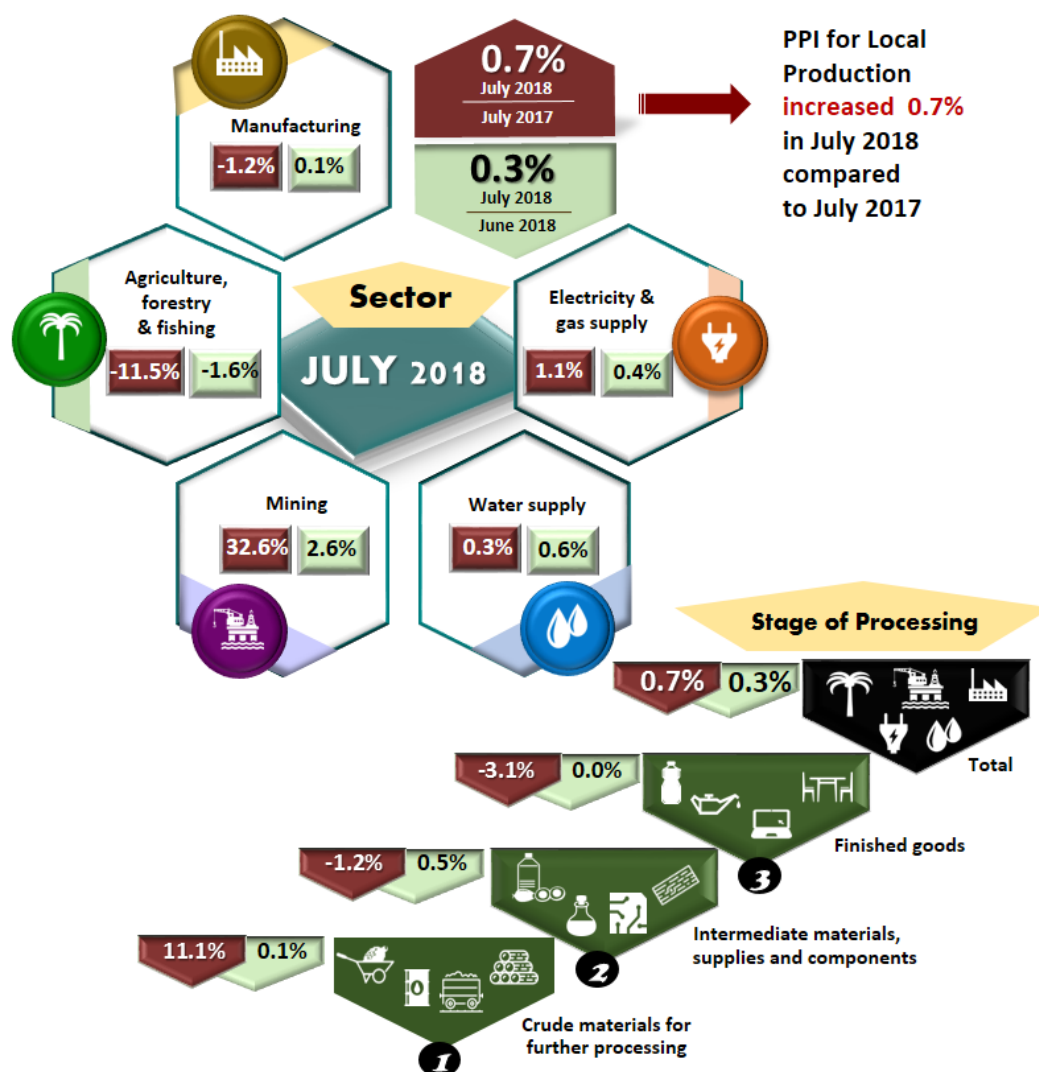 0.7%
July 2018
July 2017
0.3%
July 2018
June 2018
PPI for Local
Production
increased 0.7%
in July 2018
compared
to July 2017
Manufacturing
-1.2% 0.1%
Agriculture,
forestry
& fishing
-11.5% -1.6%
Sector
JULY 2018
Electricity &
gas supply
1.1% 0.4%
Mining
32.6% 2.6%
Water supply
0.3% 0.6%
Stage of Processing
0.7% 0.3%
Total
-3.1% 0.0%
Finished goods
3
-1.2% 0.5%
Intermediate materials,
supplies and components
2
11.1% 0.1%
Crude materials for
further processing
1